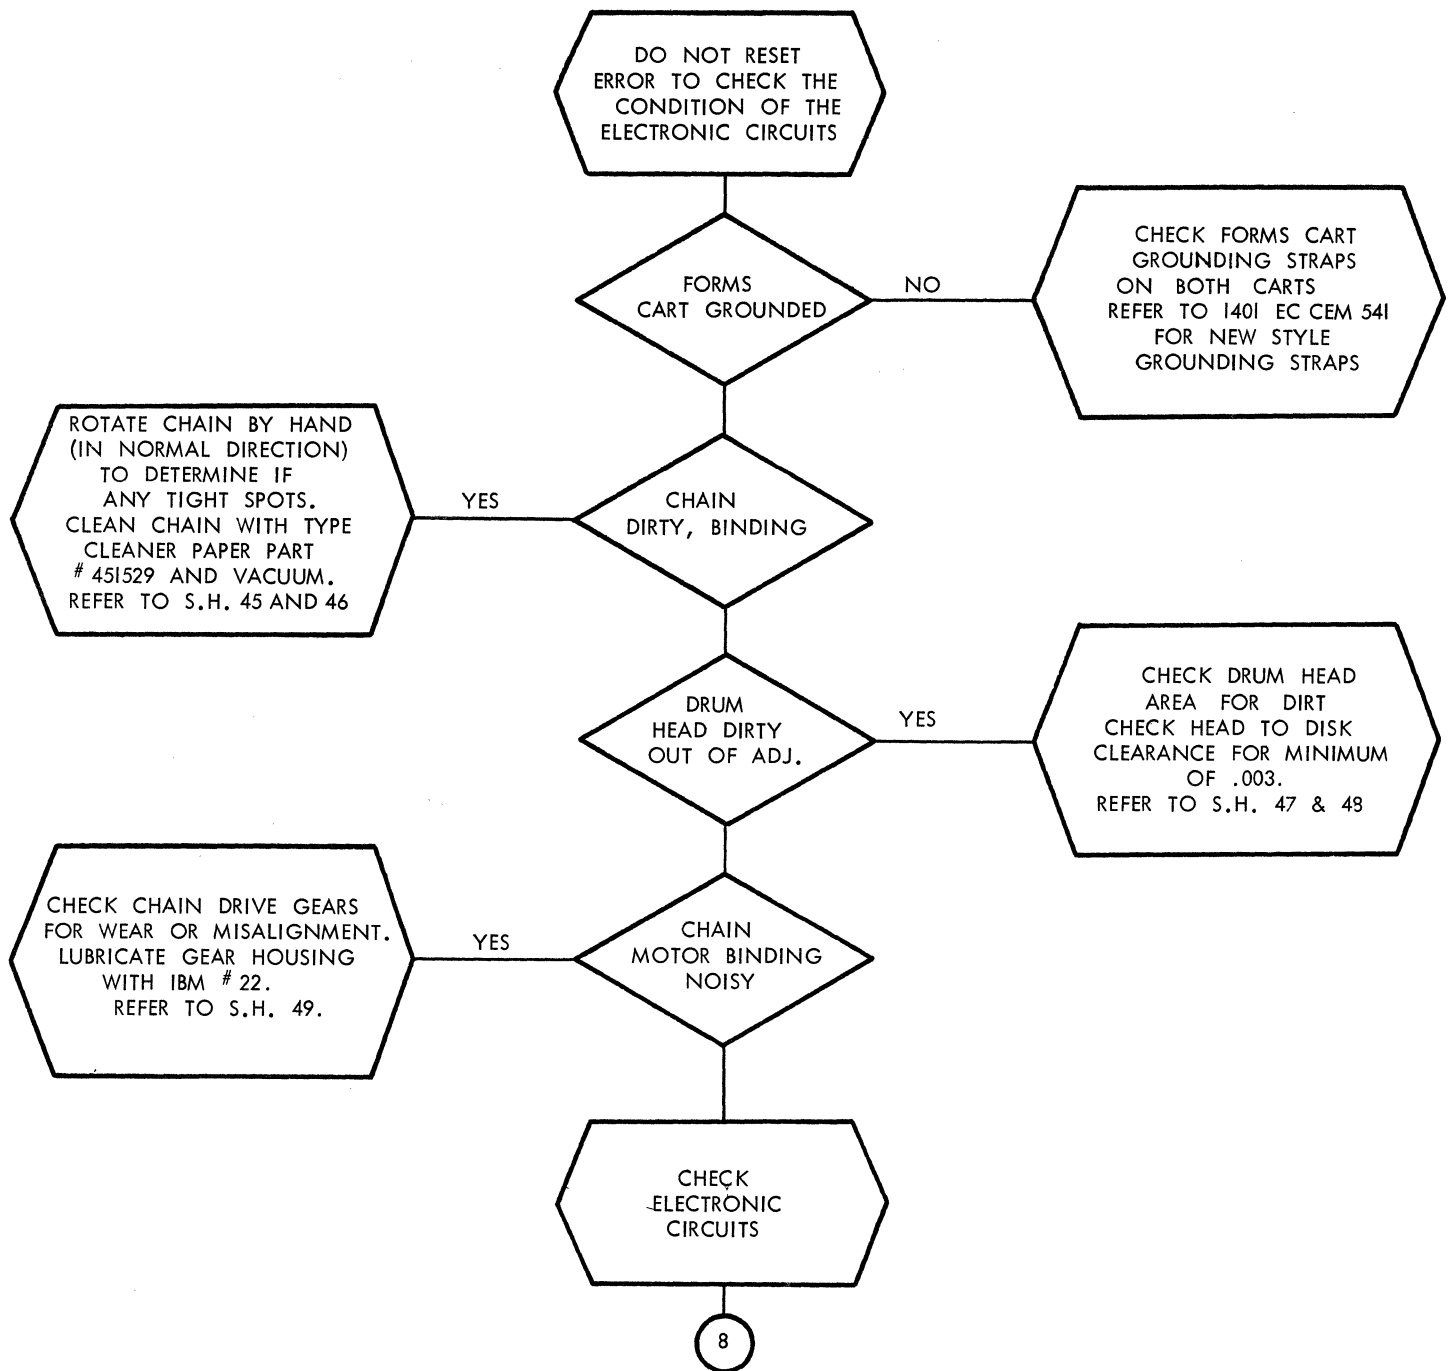 DO NOT RESET
ERROR TO CHECK THE
CONDITION OF THE
ELECTRONIC CIRCUITS
FORMS
CART GROUNDED
NO
CHECK FORMS CART
GROUNDING STRAPS
ON BOTH CARTS
REFER TO 1401 EC CEM 541
FOR NEW STYLE
GROUNDING STRAPS
CHAIN
DIRTY, BINDING
YES
ROTATE CHAIN BY HAND
(IN NORMAL DIRECTION)
TO DETERMINE IF
ANY TIGHT SPOTS.
CLEAN CHAIN WITH TYPE
CLEANER PAPER PART
# 451529 AND VACUUM.
REFER TO S.H. 45 AND 46
DRUM
HEAD DIRTY
OUT OF ADJ.
YES
CHECK DRUM HEAD
AREA FOR DIRT
CHECK HEAD TO DISK
CLEARANCE FOR MINIMUM
OF .003.
REFER TO S.H. 47 & 48
CHAIN
MOTOR BINDING
NOISY
YES
CHECK CHAIN DRIVE GEARS
FOR WEAR OR MISALIGNMENT.
LUBRICATE GEAR HOUSING
WITH IBM # 22.
REFER TO S.H. 49.
CHECK
ELECTRONIC
CIRCUITS
8